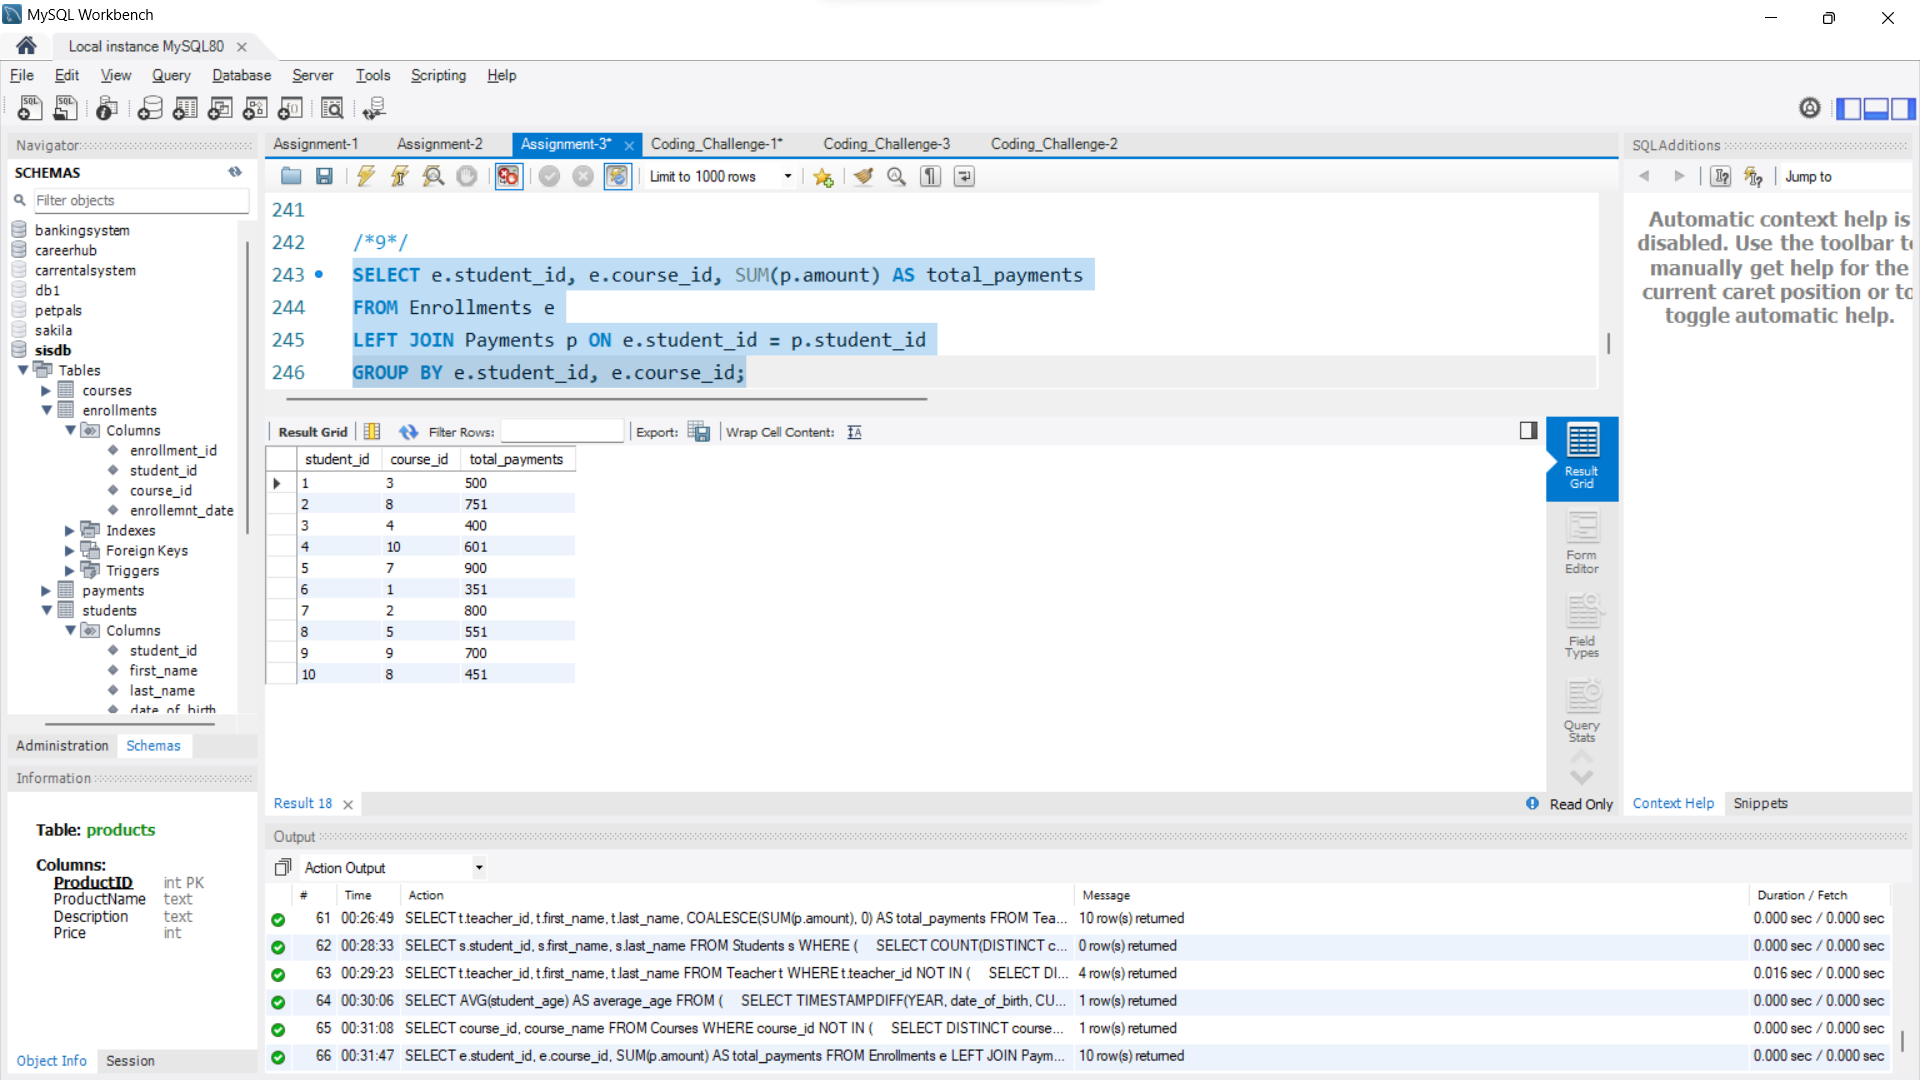 MySQL Workbench
Local instance MySQL80
File Edit View Query Database Server Tools Scripting Help
Navigator
SCHEMAS
Filter objects
bankingsystem
careerhub
carrentalsystem
db1
petpals
sakila
sisdb
Tables
courses
enrollments
Columns
enrollment_id
student_id
course_id
enrollemnt_date
Indexes
Foreign Keys
Triggers
payments
students
Columns
student_id
first_name
last_name
date_of_birth
Administration Schemas
Information
Table: products
Columns:
ProductID int PK
ProductName text
Description text
Price int
Object Info Session
Assignment-1 Assignment-2 Assignment-3* Coding_Challenge-1* Coding_Challenge-3 Coding_Challenge-2
Limit to 1000 rows
241
242 /*9*/
243 SELECT e.student_id, e.course_id, SUM(p.amount) AS total_payments
244 FROM Enrollments e
245 LEFT JOIN Payments p ON e.student_id = p.student_id
246 GROUP BY e.student_id, e.course_id;
Result Grid Filter Rows: Export: Wrap Cell Content:
student_id course_id total_payments
1 3 500
2 8 751
3 4 400
4 10 601
5 7 900
6 1 351
7 2 800
8 5 551
9 9 700
10 8 451
Result Grid
Form Editor
Field Types
Query Stats
Result 18
Read Only
SQLAdditions
Jump to
Automatic context help is
disabled. Use the toolbar t
manually get help for the
current caret position or to
toggle automatic help.
Context Help Snippets
Output
Action Output
# Time Action Message Duration / Fetch
61 00:26:49 SELECT t.teacher_id, t.first_name, t.last_name, COALESCE(SUM(p.amount), 0) AS total_payments FROM Tea... 10 row(s) returned 0.000 sec / 0.000 sec
62 00:28:33 SELECT s.student_id, s.first_name, s.last_name FROM Students s WHERE ( SELECT COUNT(DISTINCT c... 0 row(s) returned 0.000 sec / 0.000 sec
63 00:29:23 SELECT t.teacher_id, t.first_name, t.last_name FROM Teacher t WHERE t.teacher_id NOT IN ( SELECT DI... 4 row(s) returned 0.016 sec / 0.000 sec
64 00:30:06 SELECT AVG(student_age) AS average_age FROM ( SELECT TIMESTAMPDIFF(YEAR, date_of_birth, CU... 1 row(s) returned 0.000 sec / 0.000 sec
65 00:31:08 SELECT course_id, course_name FROM Courses WHERE course_id NOT IN ( SELECT DISTINCT course... 1 row(s) returned 0.000 sec / 0.000 sec
66 00:31:47 SELECT e.student_id, e.course_id, SUM(p.amount) AS total_payments FROM Enrollments e LEFT JOIN Paym... 10 row(s) returned 0.000 sec / 0.000 sec